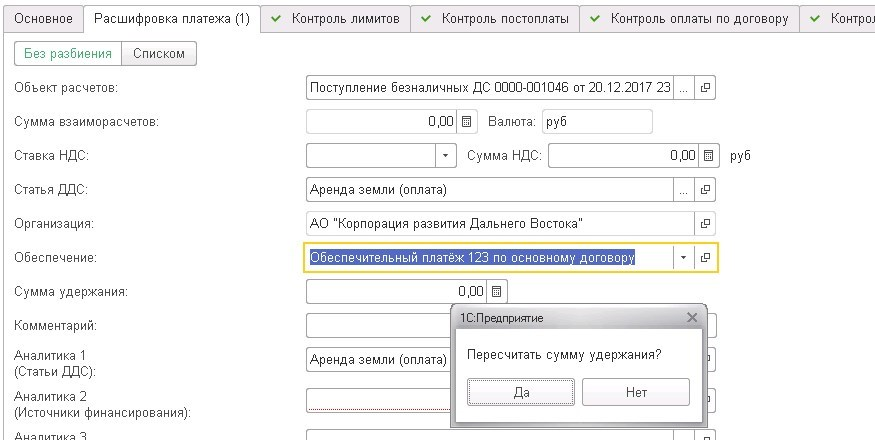 Основное Расшифровка платежа (1) Контроль лимитов Контроль постоплаты Контроль оплаты по договору Контро
Без разбиения Списком
Объект расчетов: Поступление безналичных ДС 0000-001046 от 20.12.2017 23 ...
Сумма взаиморасчетов: 0,00 Валюта: руб
Ставка НДС: Сумма НДС: 0,00 руб
Статья ДДС: Аренда земли (оплата) ...
Организация: АО "Корпорация развития Дальнего Востока"
Обеспечение: Обеспечительный платёж 123 по основному договору
Сумма удержания: 0,00
1С:Предприятие
Комментарий:
Пересчитать сумму удержания?
Аналитика 1
(Статьи ДДС): Аренда земли (оплата)
Да Нет
Аналитика 2
(Источники финансирования):
Аналитика 3